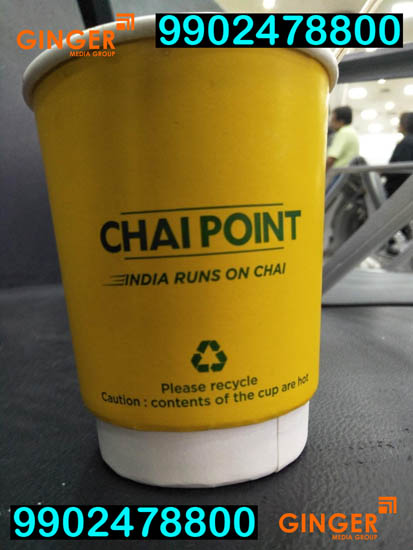 GINGER
MEDIA GROUP
9902478800
CHAI POINT
INDIA RUNS ON CHAI
Please recycle
Caution : contents of the cup are hot
9902478800
GINGER
MEDIA GROUP